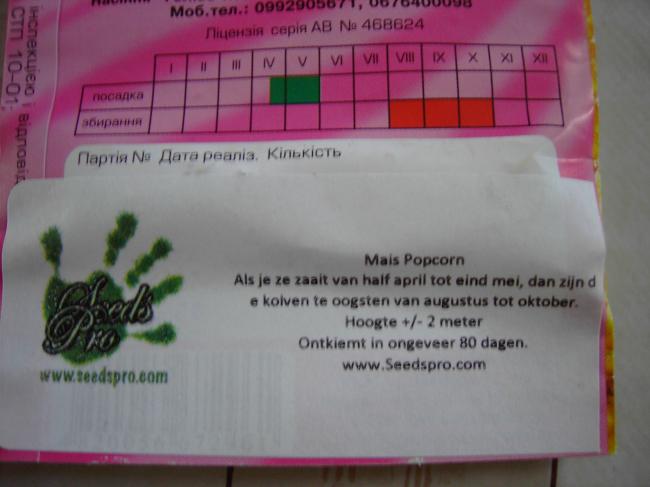 Моб.тел.: 0992905671, 0676400098
Ліцензія серія АВ № 468624
I II III IV V VI VII VIII IX X XI XII
посадка
збирання
Партія № Дата реаліз. Кількість
інспекцією і відповід
СТП 10-01:
Seeds
Pro
www.seedspro.com
Mais Popcorn
Als je ze zaait van half april tot eind mei, dan zijn d
e kolven te oogsten van augustus tot oktober.
Hoogte +/- 2 meter
Ontkiemt in ongeveer 80 dagen.
www.Seedspro.com